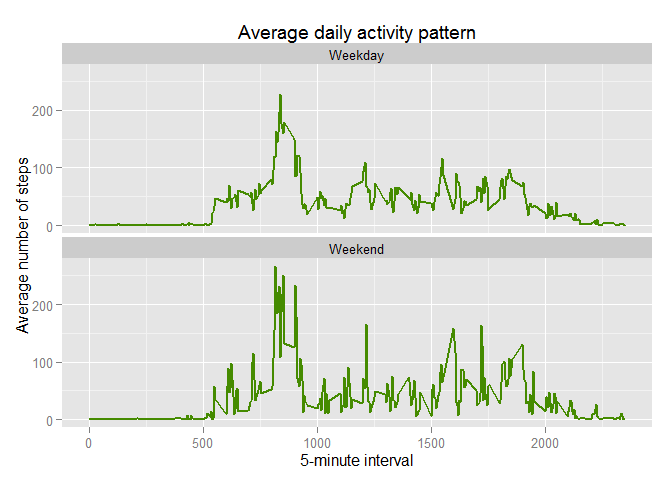 Average daily activity pattern
Weekday
200
100
0
Weekend
200
100
0
Average number of steps
0 500 1000 1500 2000
5-minute interval